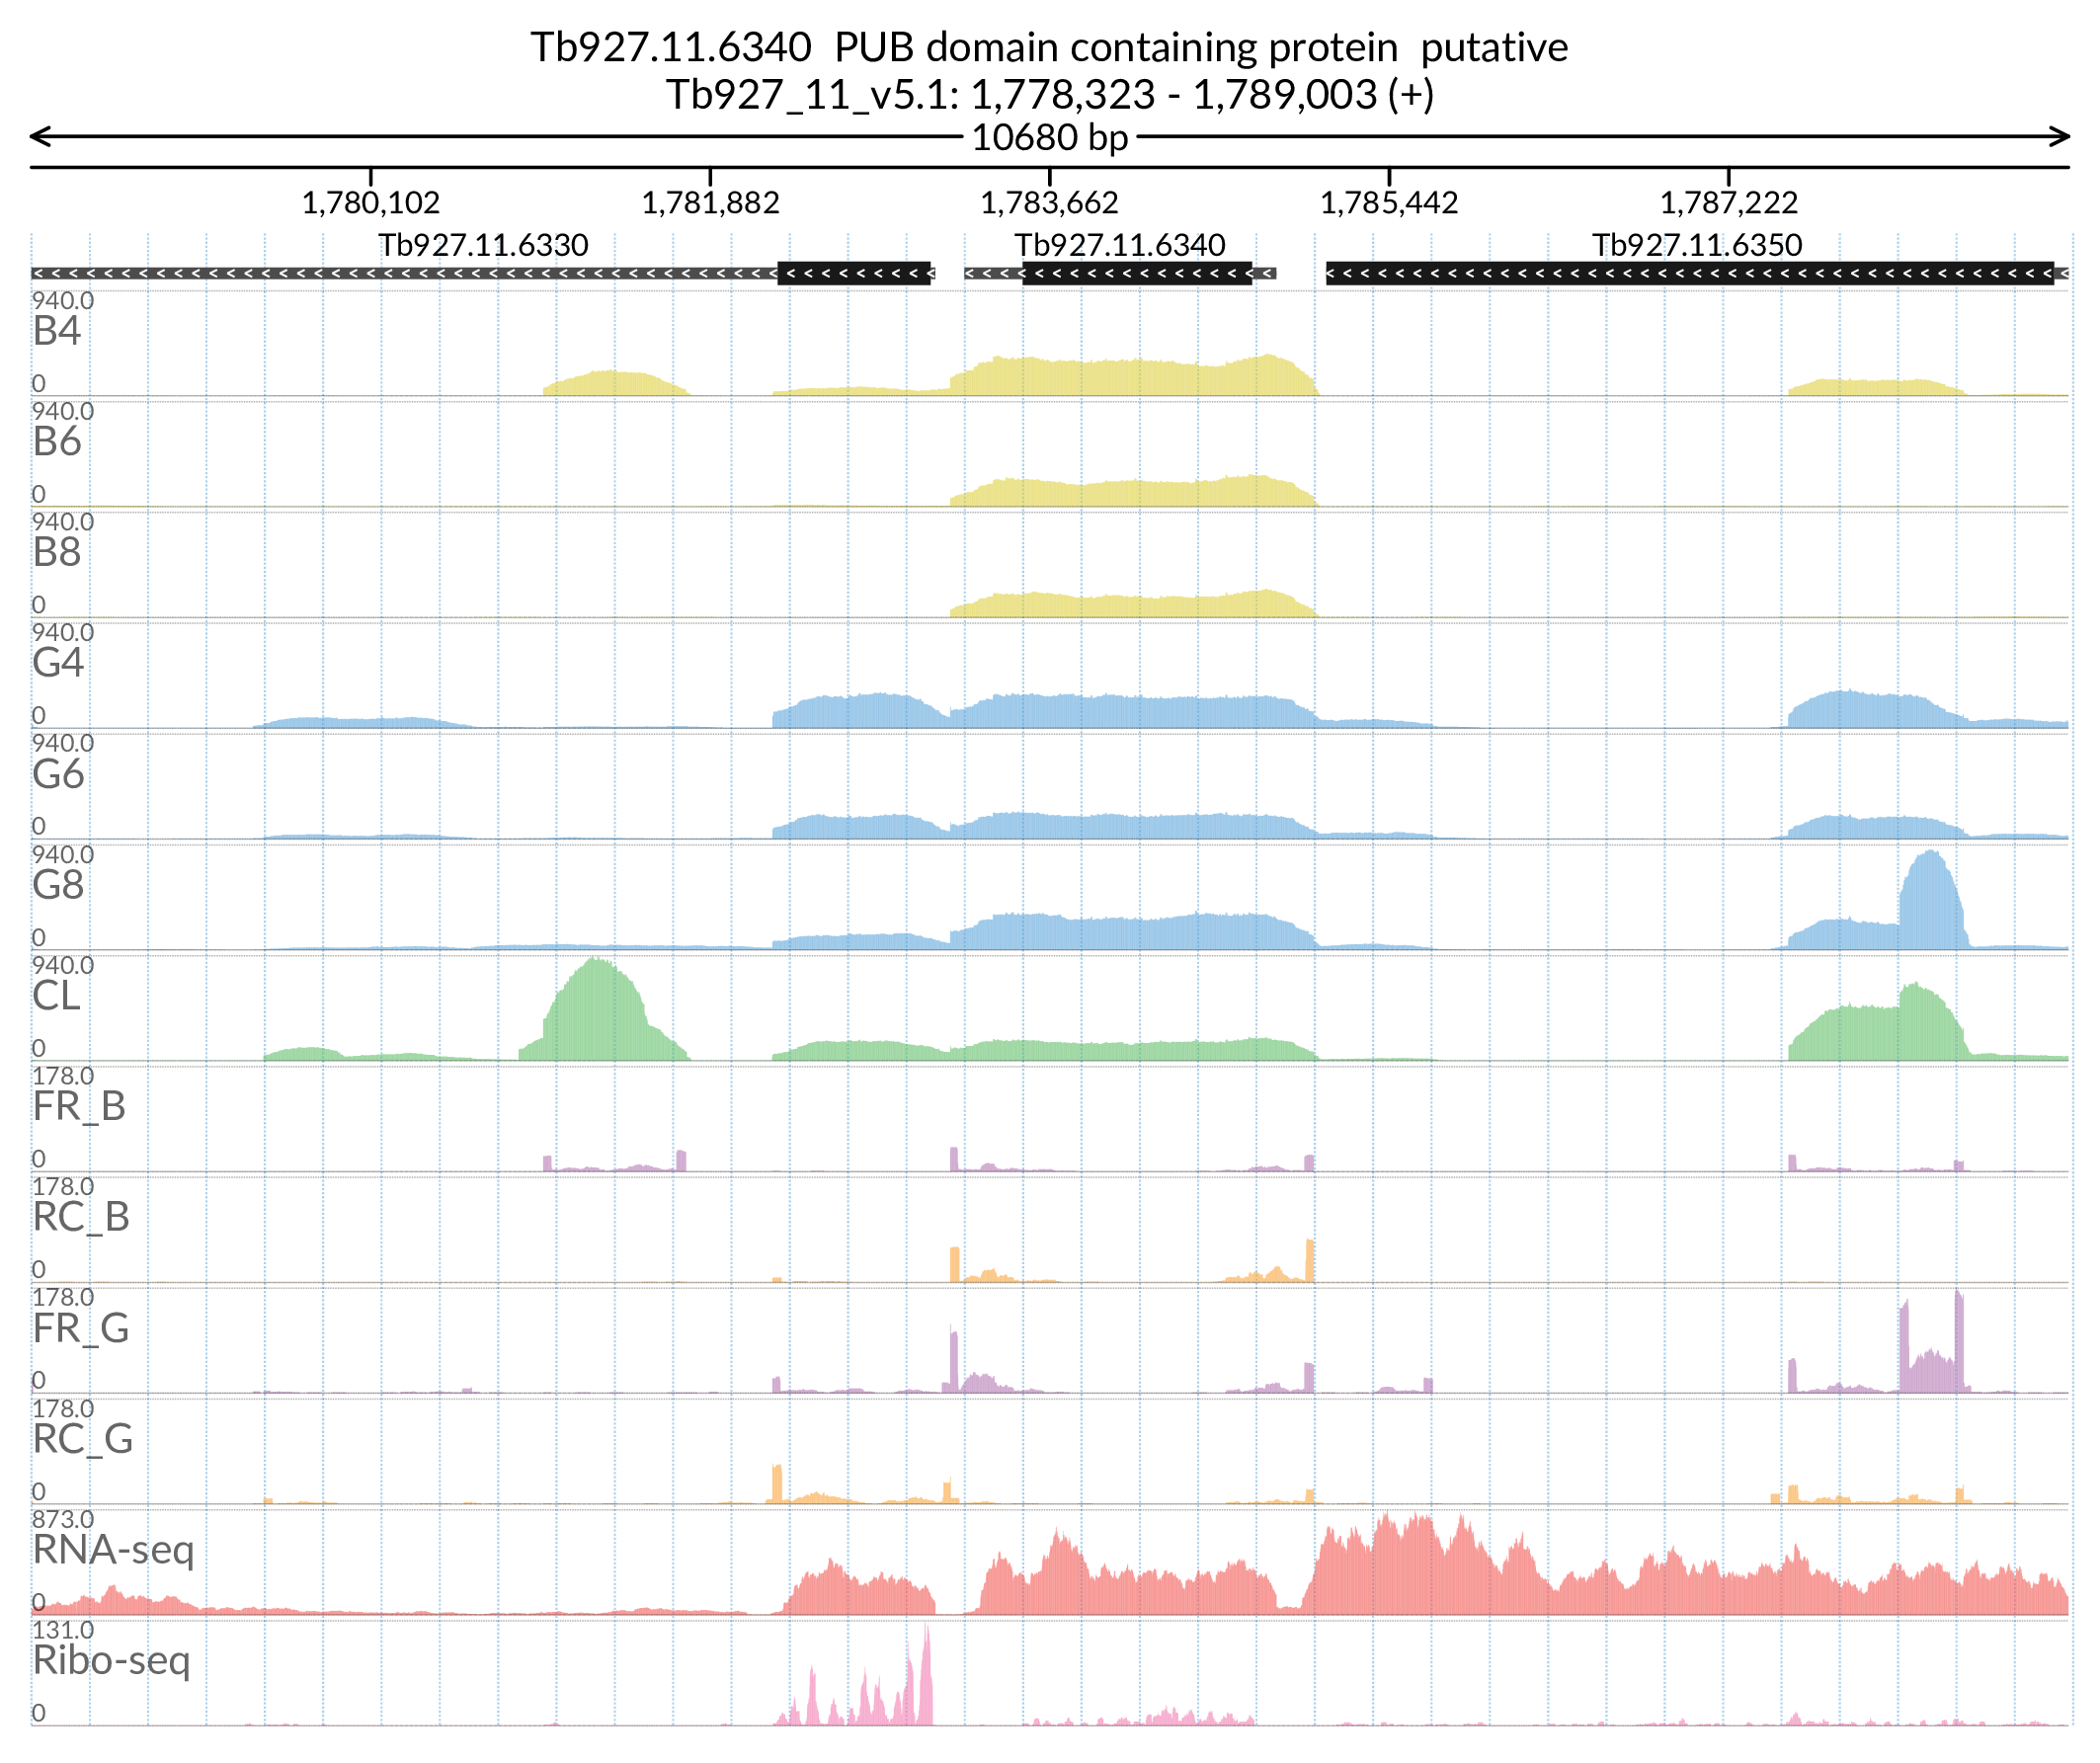 Tb927.11.6340  PUB domain containing protein  putative
Tb927_11_v5.1: 1,778,323 - 1,789,003 (+)
10680 bp
1,780,102 1,781,882 1,783,662 1,785,442 1,787,222
Tb927.11.6330 Tb927.11.6340 Tb927.11.6350
940.0
B4
0
940.0
B6
0
940.0
B8
0
940.0
G4
0
940.0
G6
0
940.0
G8
0
940.0
CL
0
178.0
FR_B
0
178.0
RC_B
0
178.0
FR_G
0
178.0
RC_G
0
873.0
RNA-seq
0
131.0
Ribo-seq
0